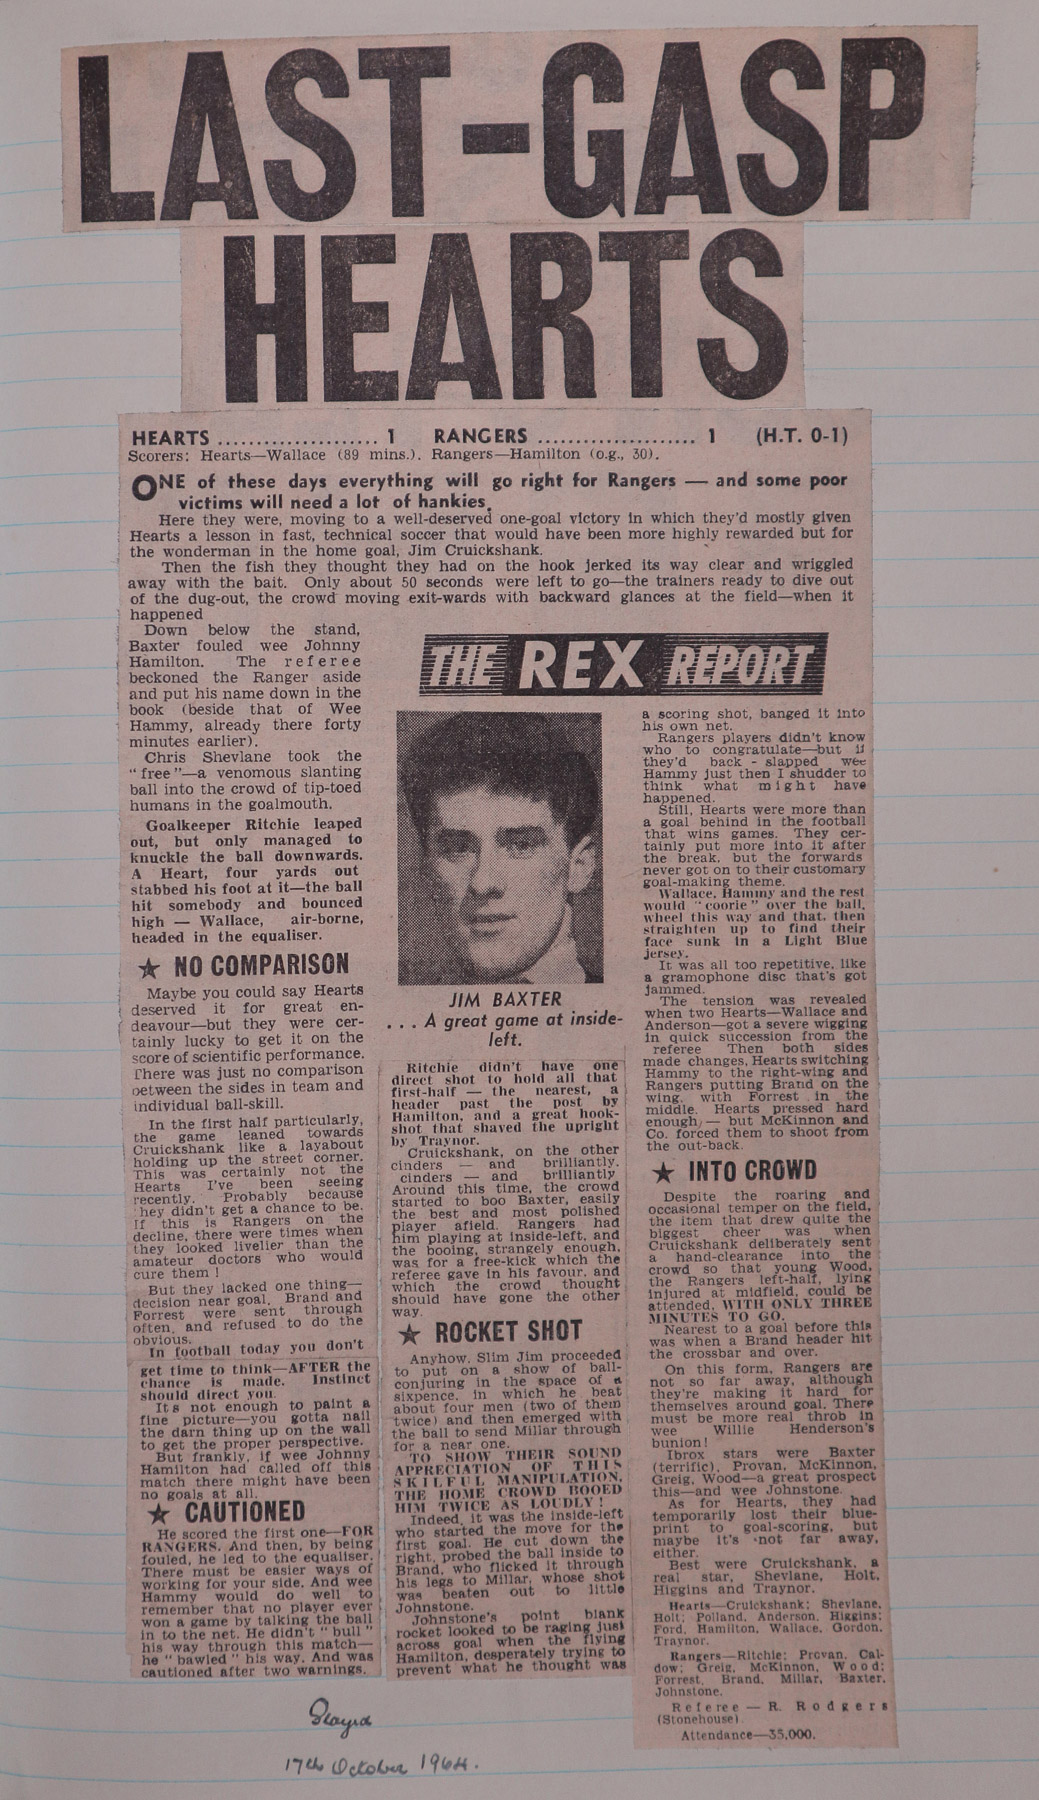 LAST-GASP
HEARTS
HEARTS ..................... 1 RANGERS ..................... 1 (H.T. 0-1)
Scorers: Hearts—Wallace (89 mins.). Rangers—Hamilton (o.g., 30).
ONE of these days everything will go right for Rangers — and some poor
victims will need a lot of hankies.
Here they were, moving to a well-deserved one-goal victory in which they'd mostly given
Hearts a lesson in fast, technical soccer that would have been more highly rewarded but for
the wonderman in the home goal, Jim Cruickshank.
Then the fish they thought they had on the hook jerked its way clear and wriggled
away with the bait. Only about 50 seconds were left to go—the trainers ready to dive out
of the dug-out, the crowd moving exit-wards with backward glances at the field—when it
happened
Down below the stand,
Baxter fouled wee Johnny
Hamilton. The referee
beckoned the Ranger aside
and put his name down in the
book (beside that of Wee
Hammy, already there forty
minutes earlier).
Chris Shevlane took the
"free"—a venomous slanting
ball into the crowd of tip-toed
humans in the goalmouth.
Goalkeeper Ritchie leaped
out, but only managed to
knuckle the ball downwards.
A Heart, four yards out
stabbed his foot at it—the ball
hit somebody and bounced
high — Wallace, air-borne,
headed in the equaliser.
★ NO COMPARISON
Maybe you could say Hearts
deserved it for great en-
deavour—but they were cer-
tainly lucky to get it on the
score of scientific performance.
There was just no comparison
between the sides in team and
individual ball-skill.
In the first half particularly,
the game leaned towards
Cruickshank like a layabout
holding up the street corner.
This was certainly not the
Hearts I've been seeing
recently. Probably because
they didn't get a chance to be.
If this is Rangers on the
decline, there were times when
they looked livelier than the
amateur doctors who would
cure them!
But they lacked one thing—
decision near goal. Brand and
Forrest were sent through
often, and refused to do the
obvious.
In football today you don't
get time to think—AFTER the
chance is made. Instinct
should direct you.
It's not enough to paint a
fine picture—you gotta nail
the darn thing up on the wall
to get the proper perspective.
But frankly, if wee Johnny
Hamilton had called off this
match there might have been
no goals at all.
★ CAUTIONED
He scored the first one—FOR
RANGERS. And then, by being
fouled, he led to the equaliser.
There must be easier ways of
working for your side. And wee
Hammy would do well to
remember that no player ever
won a game by talking the ball
in to the net. He didn't "bull"
his way through this match—
he "bawled" his way. And was
cautioned after two warnings.
THE REX REPORT
JIM BAXTER
... A great game at inside-
left.
Ritchie didn't have one
direct shot to hold all that
first-half — the nearest, a
header past the post by
Hamilton, and a great hook-
shot that shaved the upright
by Traynor.
Cruickshank, on the other
cinders — and brilliantly.
cinders — and brilliantly
Around this time, the crowd
started to boo Baxter, easily
the best and most polished
player afield. Rangers had
him playing at inside-left, and
the booing, strangely enough,
was for a free-kick which the
referee gave in his favour, and
which the crowd thought
should have gone the other
way.
★ ROCKET SHOT
Anyhow, Slim Jim proceeded
to put on a show of ball-
conjuring in the space of a
sixpence, in which he beat
about four men (two of them
twice) and then emerged with
the ball to send Millar through
for a near one.
TO SHOW THEIR SOUND
APPRECIATION OF THIS
SKILFUL MANIPULATION,
THE HOME CROWD BOOED
HIM TWICE AS LOUDLY!
Indeed, it was the inside-left
who started the move for the
first goal. He cut down the
right, probed the ball inside to
Brand, who flicked it through
his legs to Millar, whose shot
was beaten out to little
Johnstone.
Johnstone's point blank
rocket looked to be raging just
across goal when the flying
Hamilton, desperately trying to
prevent what he thought was
a scoring shot, banged it into
his own net.
Rangers players didn't know
who to congratulate—but if
they'd back-slapped wee
Hammy just then I shudder to
think what might have
happened.
Still, Hearts were more than
a goal behind in the football
that wins games. They cer-
tainly put more into it after
the break, but the forwards
never got on to their customary
goal-making theme.
Wallace, Hammy and the rest
would "coorie" over the ball,
wheel this way and that, then
straighten up to find their
face sunk in a Light Blue
jersey.
It was all too repetitive, like
a gramophone disc that's got
jammed.
The tension was revealed
when two Hearts—Wallace and
Anderson—got a severe wigging
in quick succession from the
referee Then both sides
made changes, Hearts switching
Hammy to the right-wing and
Rangers putting Brand on the
wing, with Forrest in the
middle. Hearts pressed hard
enough, — but McKinnon and
Co. forced them to shoot from
the out-back.
★ INTO CROWD
Despite the roaring and
occasional temper on the field,
the item that drew quite the
biggest cheer was when
Cruickshank deliberately sent
a hand-clearance into the
crowd so that young Wood,
the Rangers left-half, lying
injured at midfield, could be
attended, WITH ONLY THREE
MINUTES TO GO.
Nearest to a goal before this
was when a Brand header hit
the crossbar and over.
On this form, Rangers are
not so far away, although
they're making it hard for
themselves around goal. There
must be more real throb in
wee Willie Henderson's
bunion!
Ibrox stars were Baxter
(terrific), Provan, McKinnon,
Greig, Wood—a great prospect
this—and wee Johnstone.
As for Hearts, they had
temporarily lost their blue-
print to goal-scoring, but
maybe it's not far away,
either.
Best were Cruickshank, a
real star, Shevlane, Holt,
Higgins and Traynor.
Hearts—Cruickshank; Shevlane,
Holt; Polland, Anderson, Higgins;
Ford, Hamilton, Wallace, Gordon,
Traynor.
Rangers—Ritchie; Provan, Cal-
dow; Greig, McKinnon, Wood;
Forrest, Brand, Millar, Baxter,
Johnstone.
Referee — R. Rodgers
(Stonehouse).
Attendance—35,000.
Played
17th October 1964.